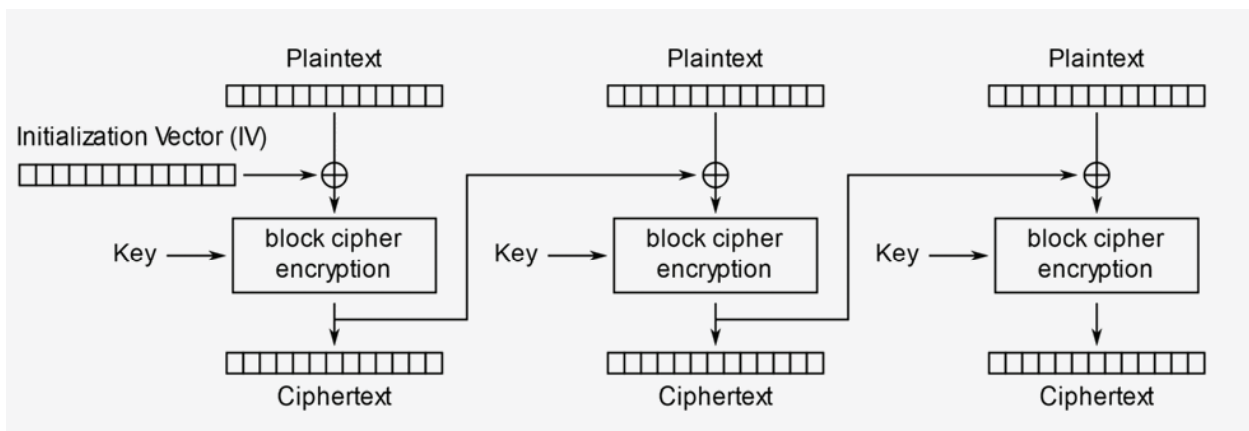 Plaintext
Plaintext
Plaintext
Initialization Vector (IV)
Key
block cipher
encryption
Key
block cipher
encryption
Key
block cipher
encryption
Ciphertext
Ciphertext
Ciphertext